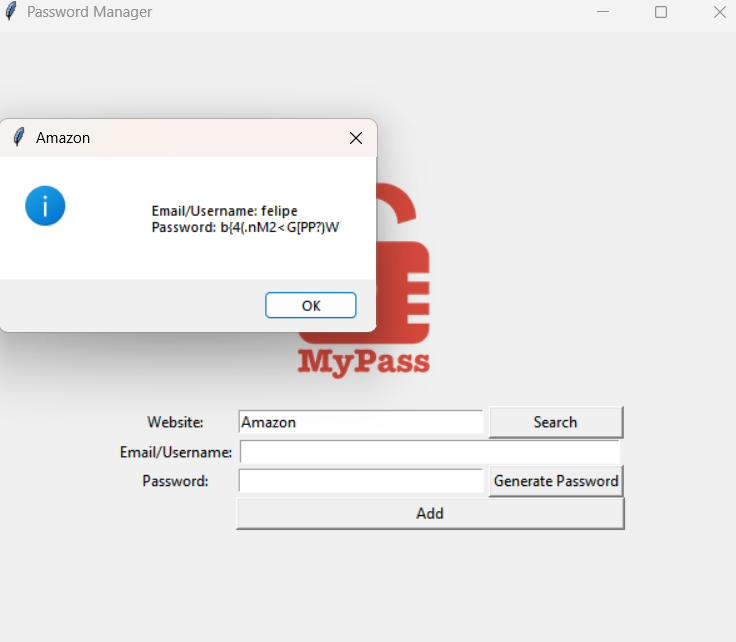 Password Manager
Amazon
Email/Username: felipe
Password: b{4(.nM2<G[PP?)W
OK
MyPass
Website:
Amazon
Search
Email/Username:
Password:
Generate Password
Add